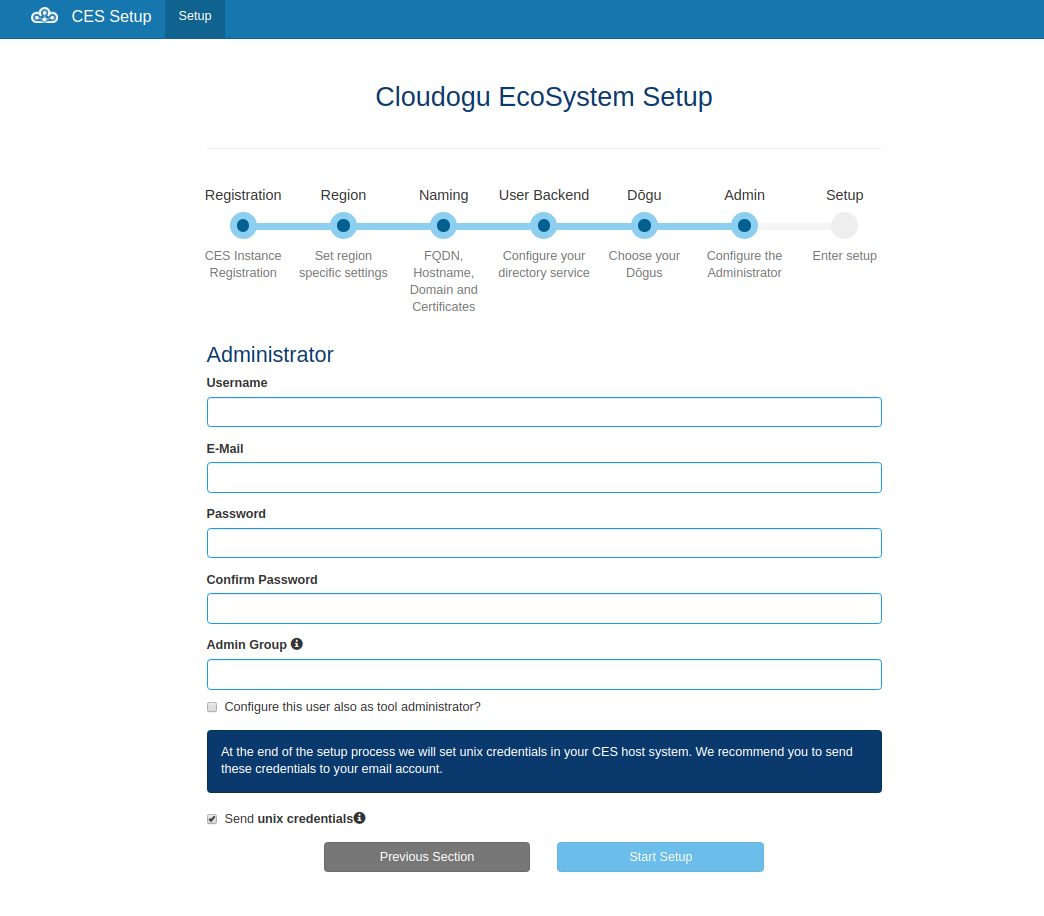 CES Setup Setup
Cloudogu EcoSystem Setup
Registration Region Naming User Backend Dōgu Admin Setup
CES Instance Registration
Set region specific settings
FQDN, Hostname, Domain and Certificates
Configure your directory service
Choose your Dōgus
Configure the Administrator
Enter setup
Administrator
Username
E-Mail
Password
Confirm Password
Admin Group
Configure this user also as tool administrator?
At the end of the setup process we will set unix credentials in your CES host system. We recommend you to send
these credentials to your email account.
Send unix credentials
Previous Section Start Setup